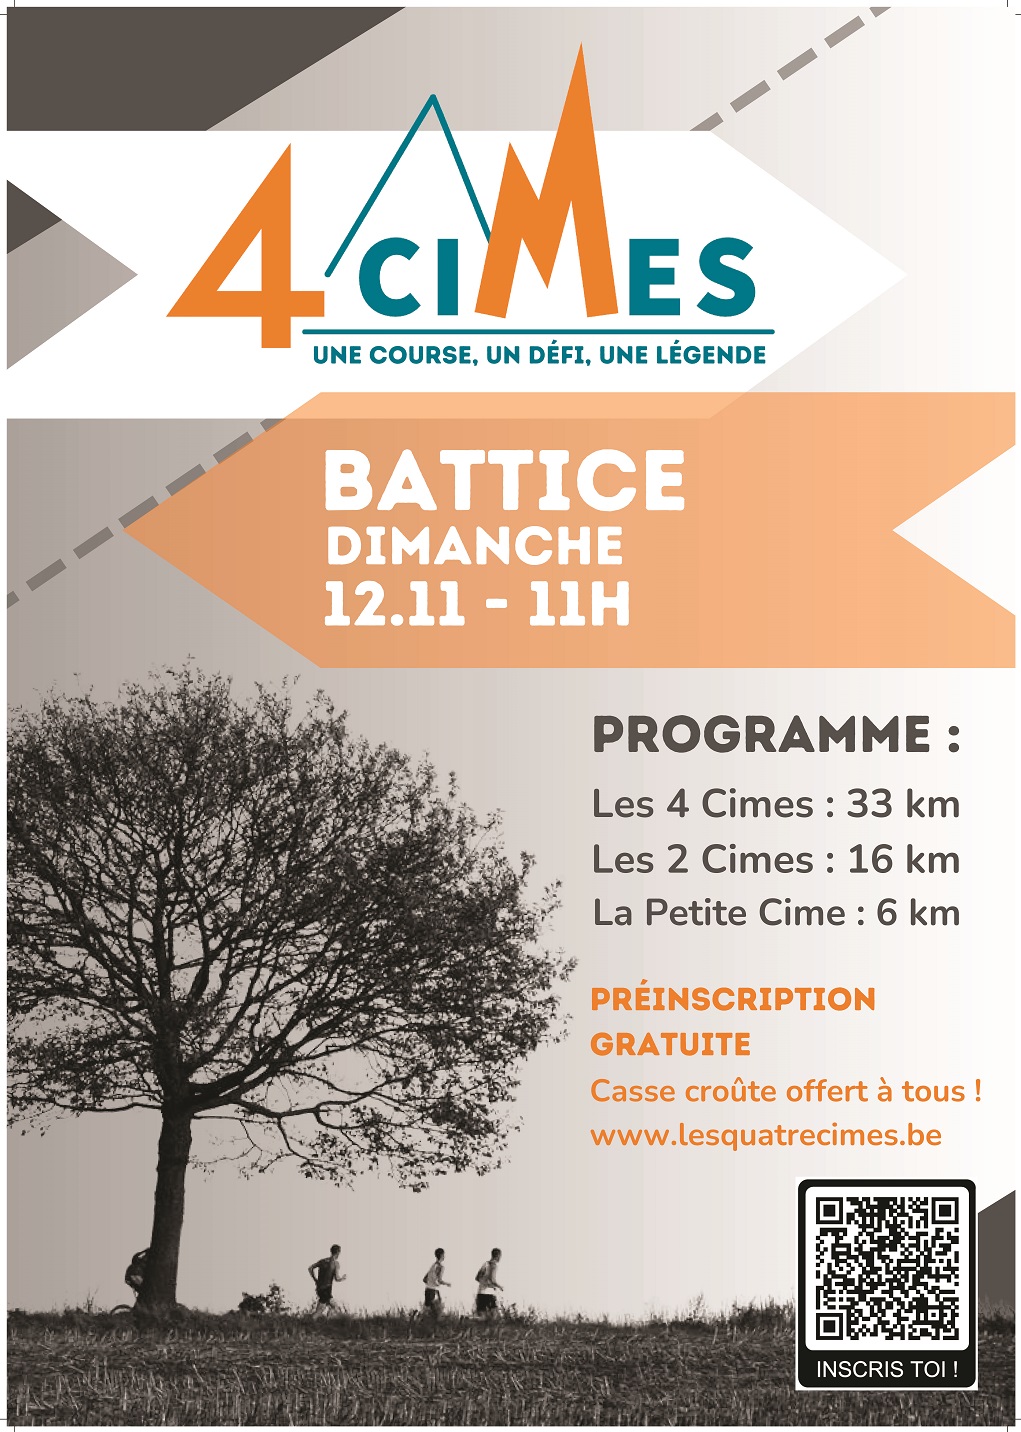 4 CIMES
UNE COURSE, UN DÉFI, UNE LÉGENDE
BATTICE
DIMANCHE
12.11 - 11H
PROGRAMME :
Les 4 Cimes : 33 km
Les 2 Cimes : 16 km
La Petite Cime : 6 km
PRÉINSCRIPTION
GRATUITE
Casse croûte offert à tous !
www.lesquatrecimes.be
INSCRIS TOI !